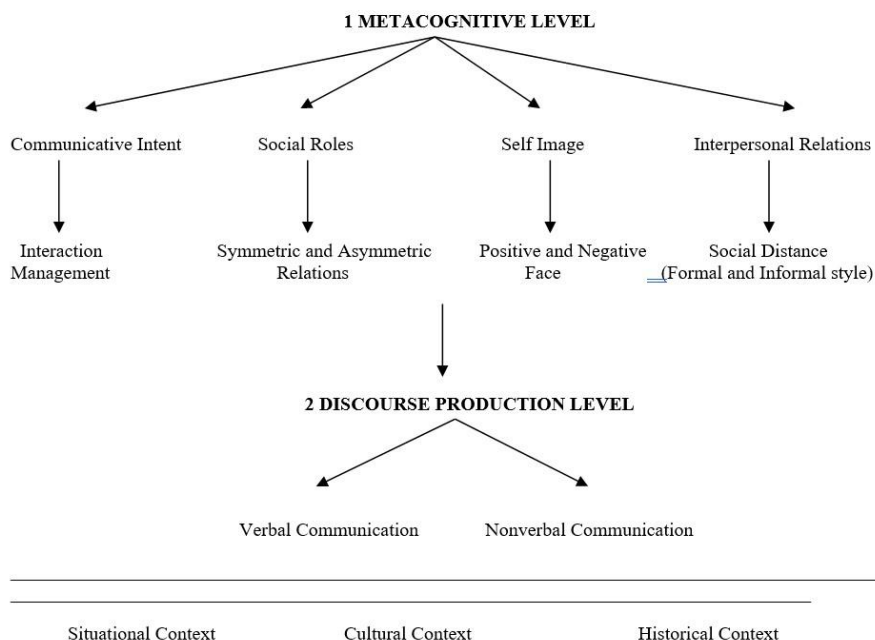 1 METACOGNITIVE LEVEL
Communicative Intent Social Roles Self Image Interpersonal Relations
Interaction Symmetric and Asymmetric Positive and Negative Social Distance
Management Relations Face (Formal and Informal style)
2 DISCOURSE PRODUCTION LEVEL
Verbal Communication Nonverbal Communication
Situational Context Cultural Context Historical Context